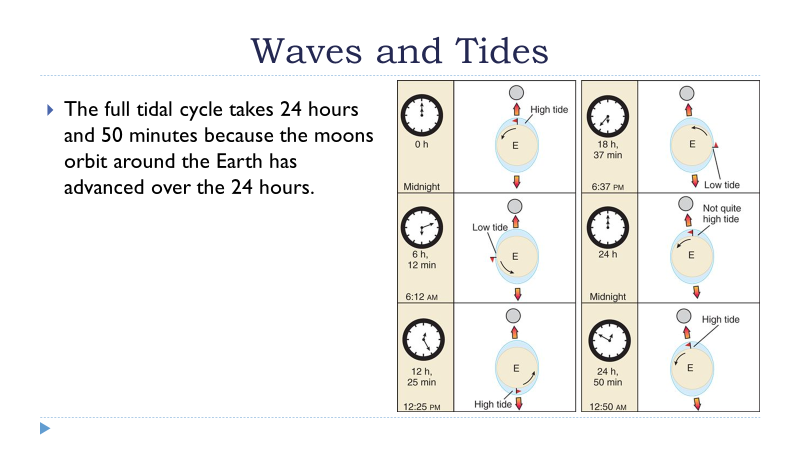 Waves and Tides
The full tidal cycle takes 24 hours
and 50 minutes because the moons
orbit around the Earth has
advanced over the 24 hours.
0 h
Midnight
High tide
E
6 h,
12 min
6:12 AM
Low tide
E
12 h,
25 min
12:25 PM
E
High tide
18 h,
37 min
6:37 PM
E
Low tide
24 h
Midnight
Not quite
high tide
E
24 h,
50 min
12:50 AM
High tide
E